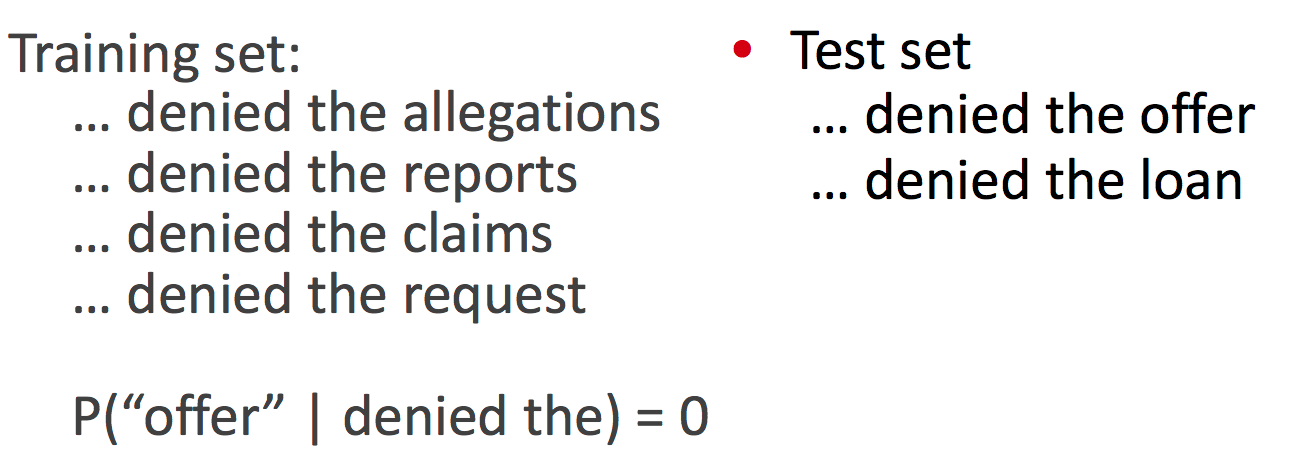 Training set:
... denied the allegations
... denied the reports
... denied the claims
... denied the request
P(“offer” | denied the) = 0
• Test set
... denied the offer
... denied the loan